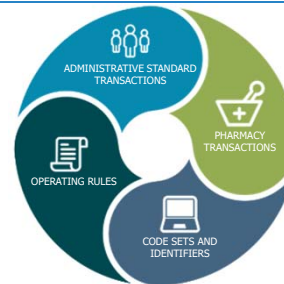 ADMINISTRATIVE STANDARD
TRANSACTIONS
PHARMACY
TRANSACTIONS
OPERATING RULES
CODE SETS AND
IDENTIFIERS